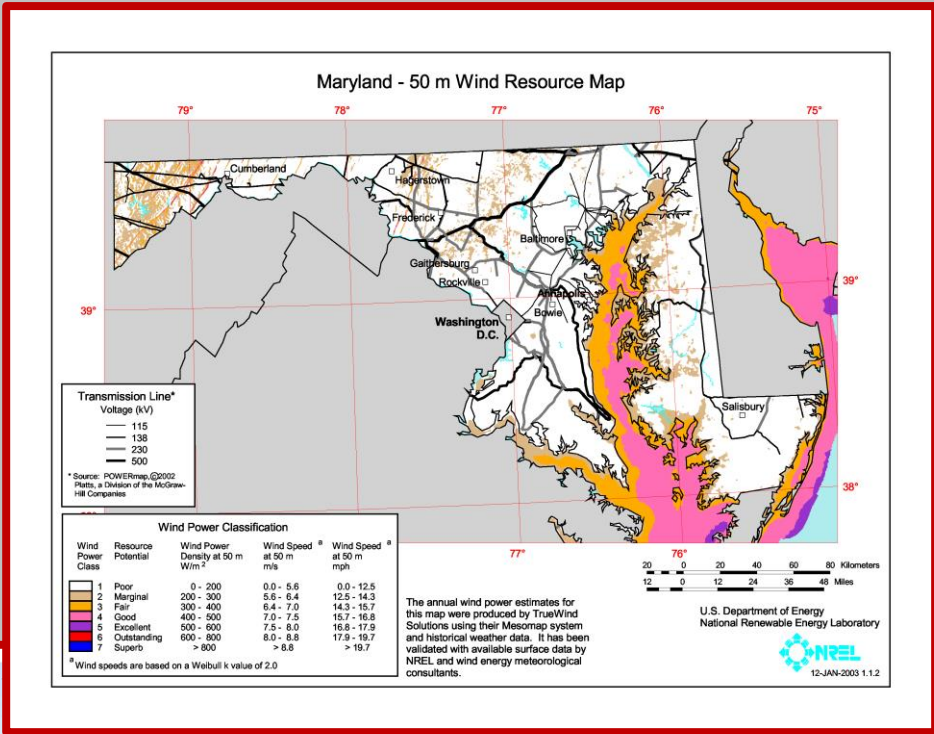 Maryland - 50 m Wind Resource Map
79° 78° 77° 76° 75°
Cumberland
Hagerstown
Frederick
Baltimore
Gaithersburg
Rockville
39°
Annapolis
Bowie
39°
Washington
D.C.
Salisbury
38°
77° 76°
Transmission Line*
Voltage (kV)
115
138
230
500
* Source: POWERmap,©2002
Platts, a Division of the McGraw-
Hill Companies
Wind Power Classification
Wind Power Class Resource Potential Wind Power Density at 50 m W/m² Wind Speed a at 50 m m/s Wind Speed a at 50 m mph
1 Poor 0 - 200 0.0 - 5.6 0.0 - 12.5
2 Marginal 200 - 300 5.6 - 6.4 12.5 - 14.3
3 Fair 300 - 400 6.4 - 7.0 14.3 - 15.7
4 Good 400 - 500 7.0 - 7.5 15.7 - 16.8
5 Excellent 500 - 600 7.5 - 8.0 16.8 - 17.9
6 Outstanding 600 - 800 8.0 - 8.8 17.9 - 19.7
7 Superb > 800 > 8.8 > 19.7
a Wind speeds are based on a Weibull k value of 2.0
The annual wind power estimates for
this map were produced by TrueWind
Solutions using their Mesomap system
and historical weather data. It has been
validated with available surface data by
NREL and wind energy meteorological
consultants.
20 0 20 40 60 80 Kilometers
12 0 12 24 36 48 Miles
U.S. Department of Energy
National Renewable Energy Laboratory
NREL
12-JAN-2003 1.1.2